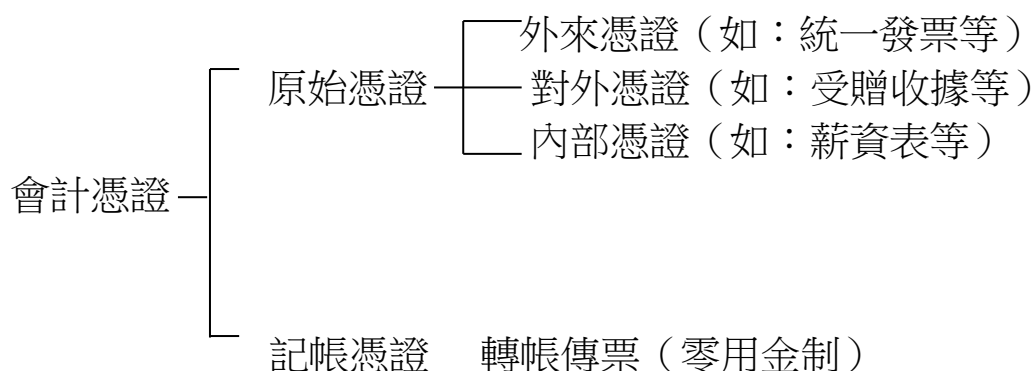 外來憑證（如：統一發票等）
原始憑證 對外憑證（如：受贈收據等）
內部憑證（如：薪資表等）
會計憑證
記帳憑證 轉帳傳票（零用金制）